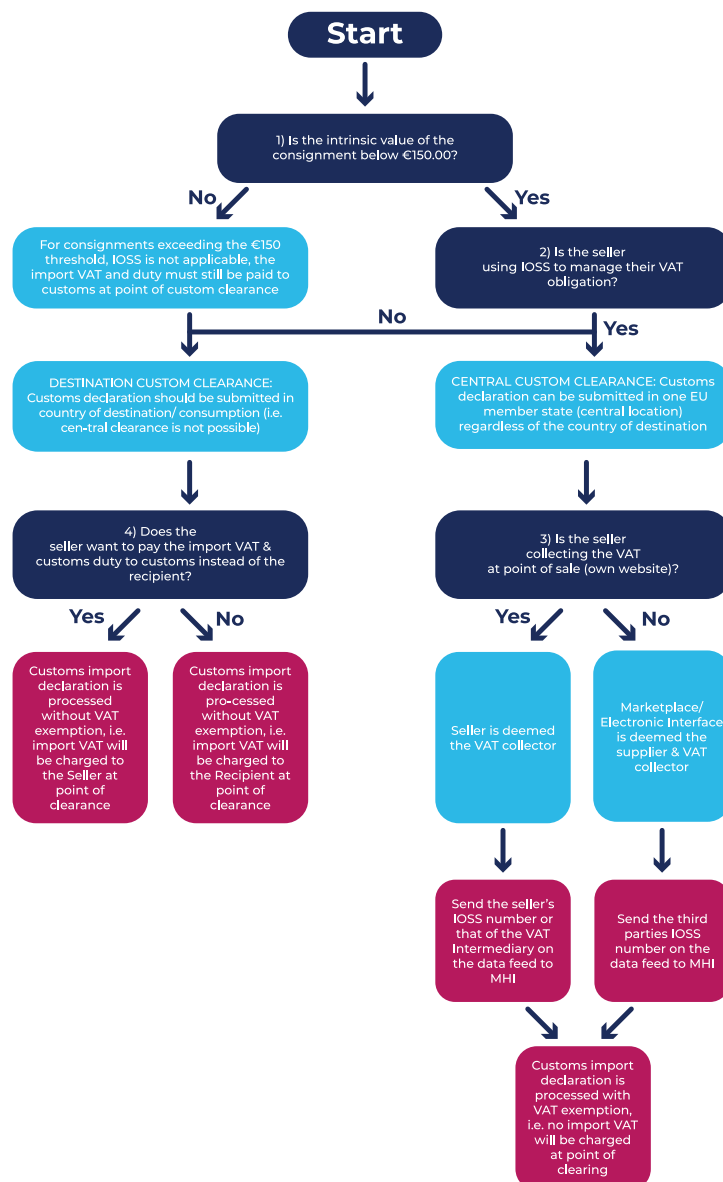 Start
1) Is the intrinsic value of the
consignment below €150.00?
No
Yes
For consignments exceeding the €150
threshold, IOSS is not applicable, the
import VAT and duty must still be paid to
customs at point of custom clearance
2) Is the seller
using IOSS to manage their VAT
obligation?
No
Yes
DESTINATION CUSTOM CLEARANCE:
Customs declaration should be submitted in
country of destination/ consumption (i.e.
cen-tral clearance is not possible)
CENTRAL CUSTOM CLEARANCE: Customs
declaration can be submitted in one EU
member state (central location)
regardless of the country of destination
4) Does the
seller want to pay the import VAT &
customs duty to customs instead of the
recipient?
3) Is the seller
collecting the VAT
at point of sale (own website)?
Yes
No
Yes
No
Customs import
declaration is
processed
without VAT
exemption, i.e.
import VAT will
be charged to
the Seller at
point of
clearance
Customs import
declaration is
pro-cessed
without VAT
exemption, i.e.
import VAT will
be charged to
the Recipient at
point of
clearance
Seller is deemed
the VAT collector
Marketplace/
Electronic Interface
is deemed the
supplier & VAT
collector
Send the seller's
IOSS number or
that of the VAT
Intermediary on
the data feed to
MHI
Send the third
parties IOSS
number on the
data feed to MHI
Customs import
declaration is
processed with
VAT exemption,
i.e. no import VAT
will be charged
at point of
clearing